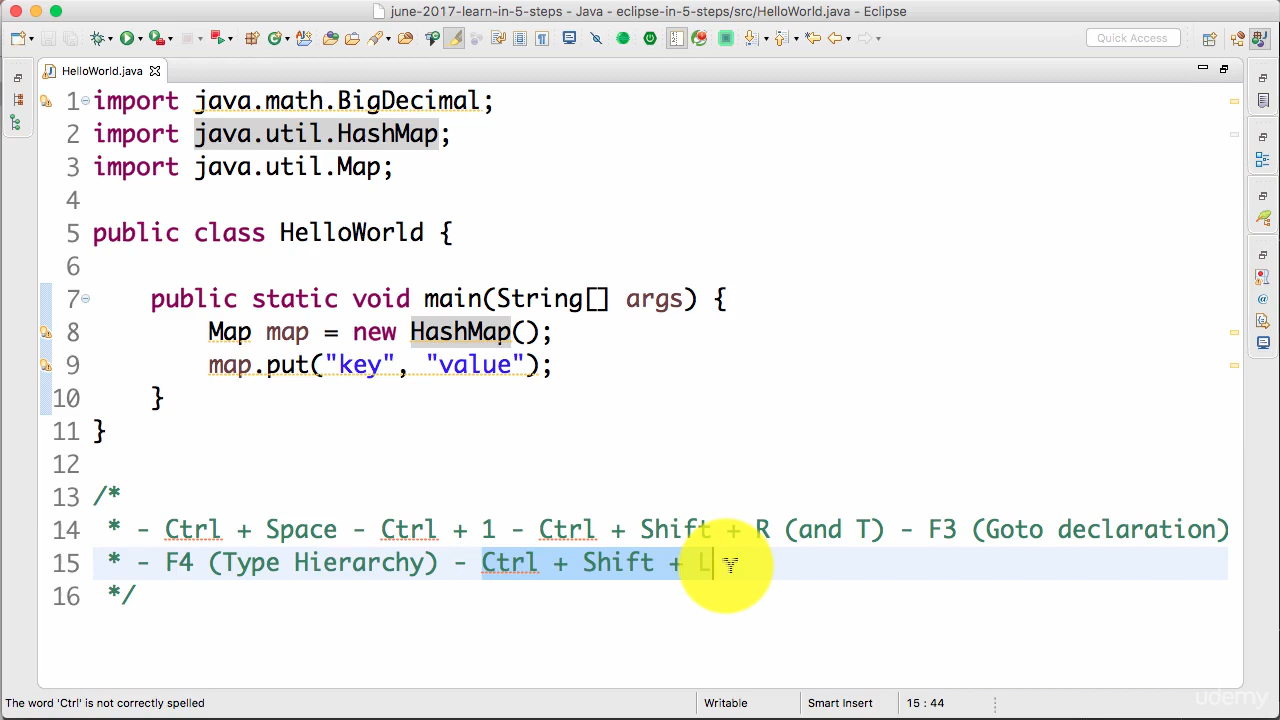 june-2017-learn-in-5-steps - Java - eclipse-in-5-steps/src/HelloWorld.java - Eclipse
Quick Access
HelloWorld.java
1 import java.math.BigDecimal;
2 import java.util.HashMap;
3 import java.util.Map;
4
5 public class HelloWorld {
6
7 public static void main(String[] args) {
8 Map map = new HashMap();
9 map.put("key", "value");
10 }
11 }
12
13 /*
14 * - Ctrl + Space - Ctrl + 1 - Ctrl + Shift + R (and T) - F3 (Goto declaration)
15 * - F4 (Type Hierarchy) - Ctrl + Shift + L
16 */
The word 'Ctrl' is not correctly spelled
Writable
Smart Insert
15 : 44
udemy